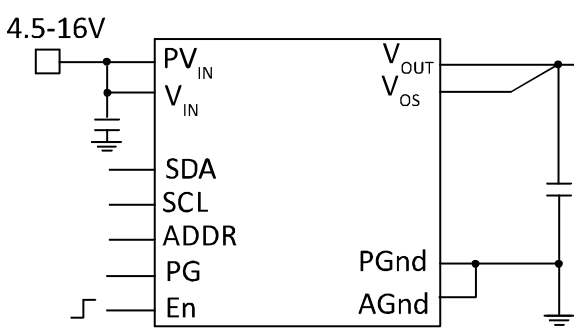 4.5-16V
PVIN
VIN
SDA
SCL
ADDR
PG
En
VOUT
VOS
PGnd
AGnd